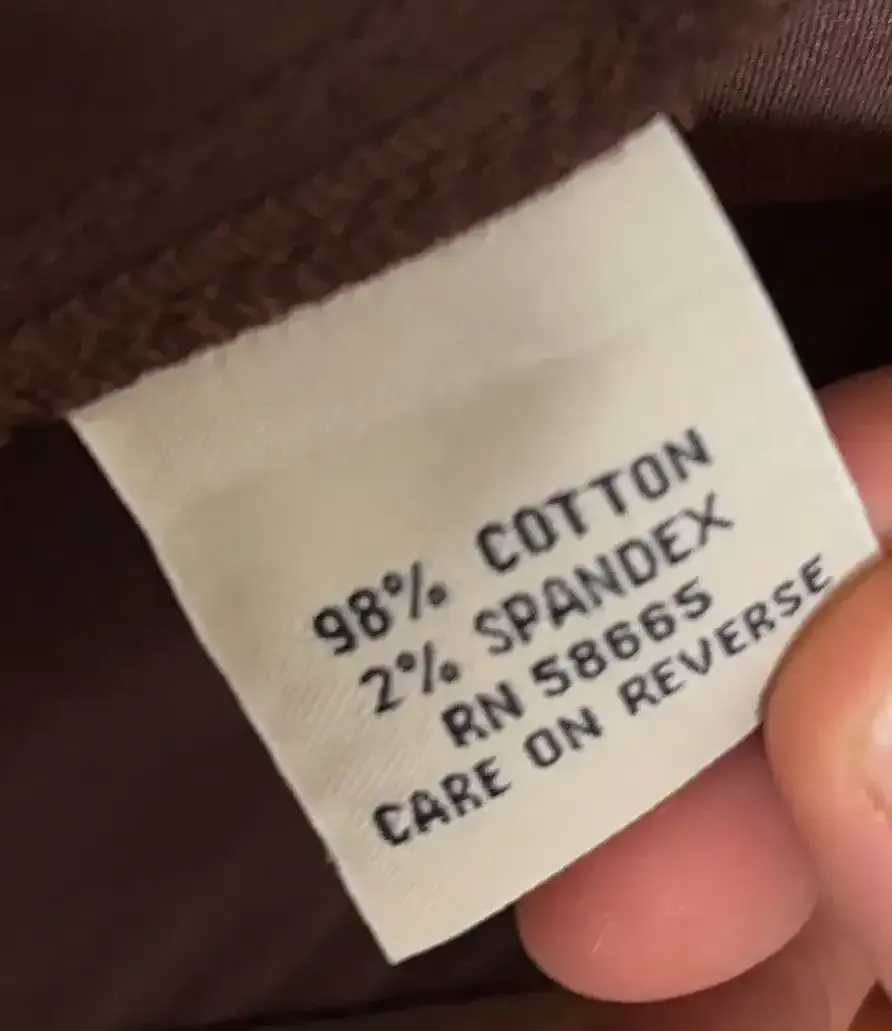 98% COTTON
2% SPANDEX
RN 58665
CARE ON REVERSE